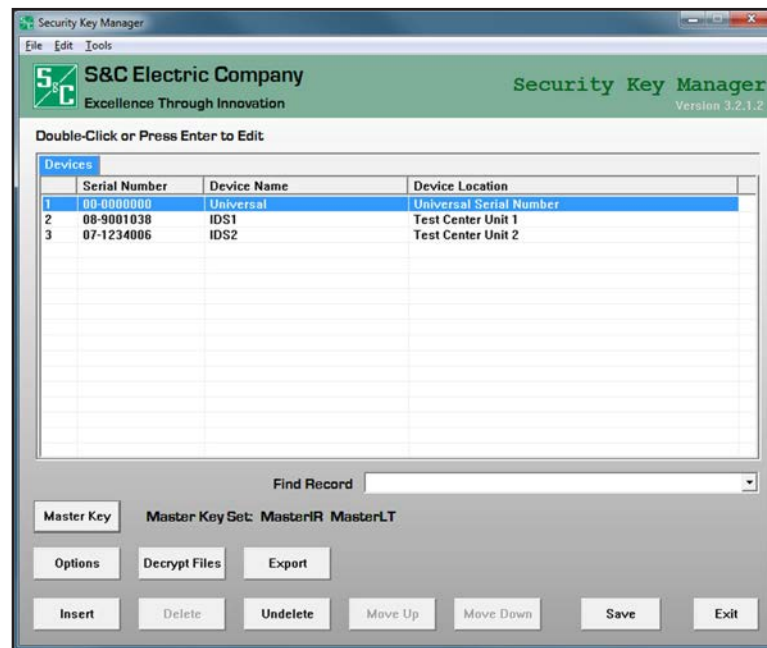 Security Key Manager
File Edit Tools
S&C
S&C Electric Company
Excellence Through Innovation
Security Key Manager
Version 3.2.1.2
Double-Click or Press Enter to Edit
Devices
Serial Number Device Name Device Location
1 00-0000000 Universal Universal Serial Number
2 08-9001038 IDS1 Test Center Unit 1
3 07-1234006 IDS2 Test Center Unit 2
Find Record
Master Key Master Key Set: MasterIR MasterLT
Options Decrypt Files Export
Insert Delete Undelete Move Up Move Down Save Exit